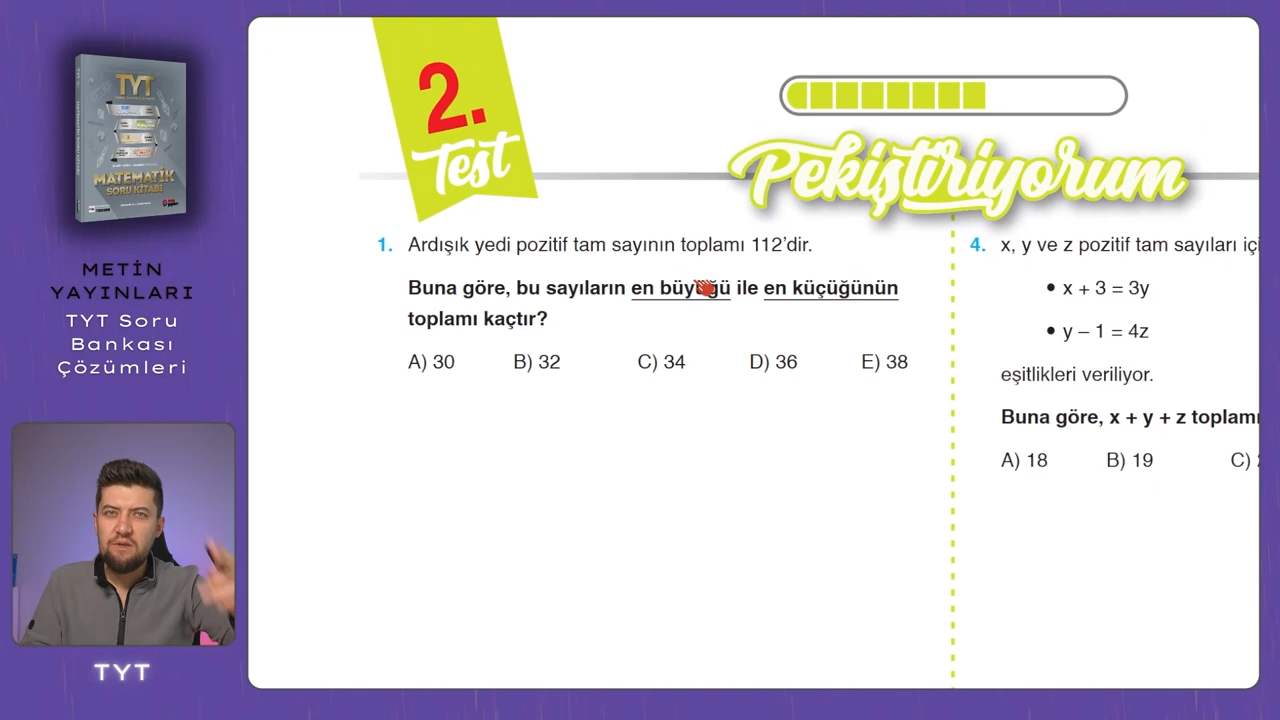 TYT
MATEMATİK
SORU KİTABI
METİN
YAYINLARI
TYT Soru
Bankası
Çözümleri
TYT
2.
Test
Pekiştiriyorum
1. Ardışık yedi pozitif tam sayının toplamı 112'dir.
Buna göre, bu sayıların en büyüğü ile en küçüğünün
toplamı kaçtır?
A) 30 B) 32 C) 34 D) 36 E) 38
4. x, y ve z pozitif tam sayıları içi
• x + 3 = 3y
• y – 1 = 4z
eşitlikleri veriliyor.
Buna göre, x + y + z toplamı
A) 18 B) 19 C)